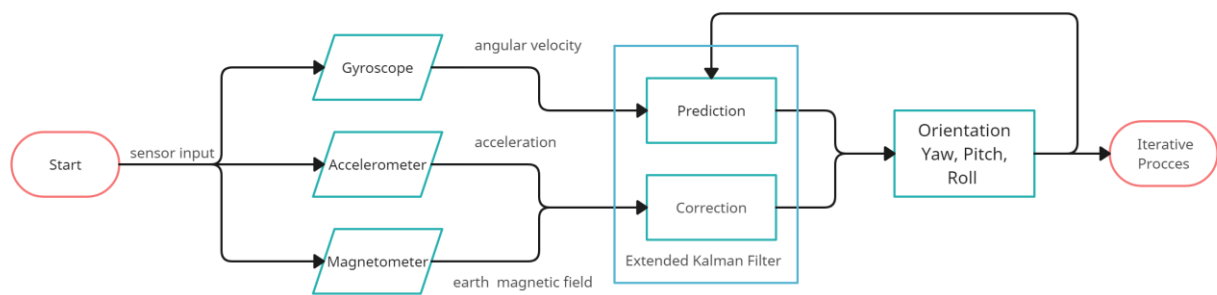 Start
sensor input
Gyroscope
Accelerometer
Magnetometer
angular velocity
acceleration
earth magnetic field
Prediction
Correction
Extended Kalman Filter
Orientation
Yaw, Pitch,
Roll
Iterative
Procces